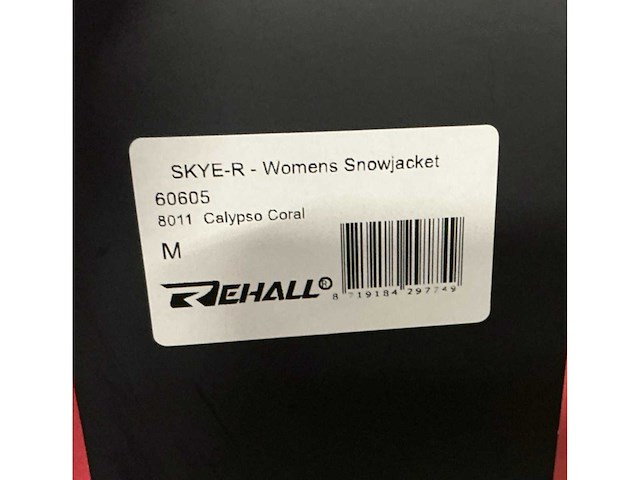 SKYE-R - Womens Snowjacket
60605
8011 Calypso Coral
M
REHALL®
8 719184 297749